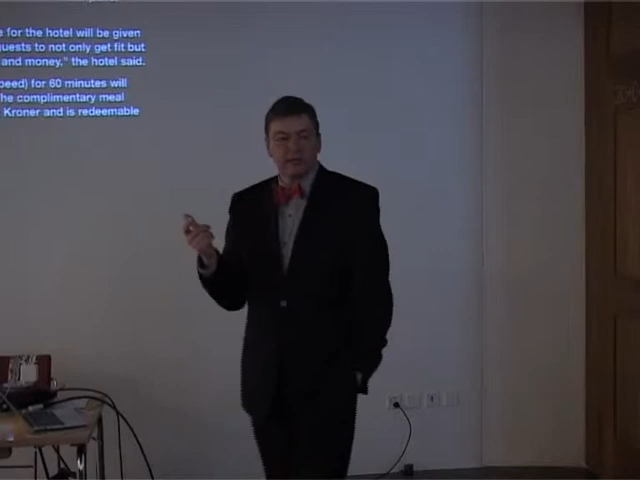 e for the hotel will be given
guests to not only get fit but
and money," the hotel said.
peed) for 60 minutes will
he complimentary meal
Kroner and is redeemable